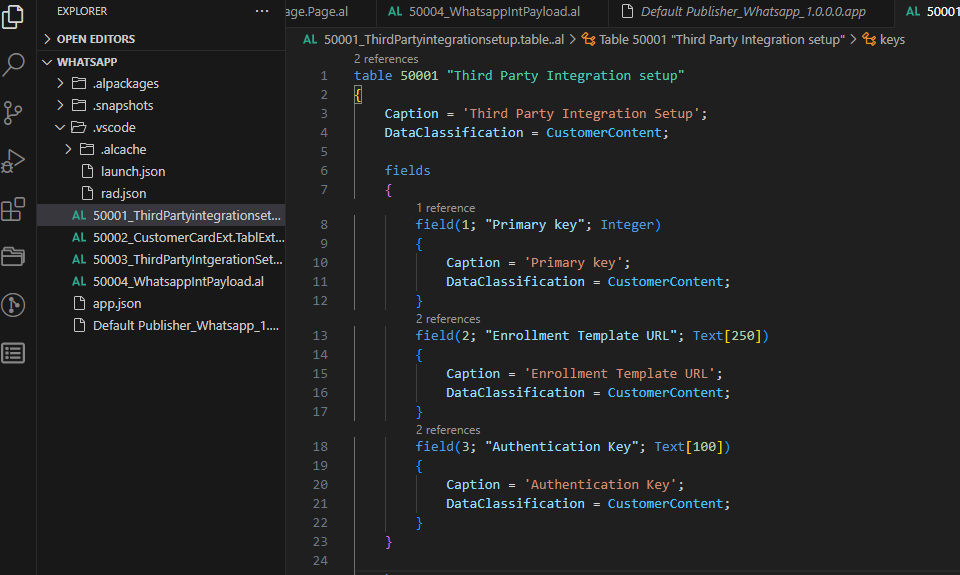 EXPLORER
...
OPEN EDITORS
WHATSAPP
.alpackages
.snapshots
.vscode
.alcache
launch.json
rad.json
AL 50001_ThirdPartyintegrationset...
AL 50002_CustomerCardExt.TablExt...
AL 50003_ThirdPartyIntgerationSet...
AL 50004_WhatsappIntPayload.al
app.json
Default Publisher_Whatsapp_1....
age.Page.al
AL 50004_WhatsappIntPayload.al
Default Publisher_Whatsapp_1.0.0.0.app
AL 50001
AL 50001_ThirdPartyintegrationsetup.table..al > Table 50001 "Third Party Integration setup" > keys
2 references
1 table 50001 "Third Party Integration setup"
2 {
3 Caption = 'Third Party Integration Setup';
4 DataClassification = CustomerContent;
5
6 fields
7 {
1 reference
8 field(1; "Primary key"; Integer)
9 {
10 Caption = 'Primary key';
11 DataClassification = CustomerContent;
12 }
2 references
13 field(2; "Enrollment Template URL"; Text[250])
14 {
15 Caption = 'Enrollment Template URL';
16 DataClassification = CustomerContent;
17 }
2 references
18 field(3; "Authentication Key"; Text[100])
19 {
20 Caption = 'Authentication Key';
21 DataClassification = CustomerContent;
22 }
23 }
24